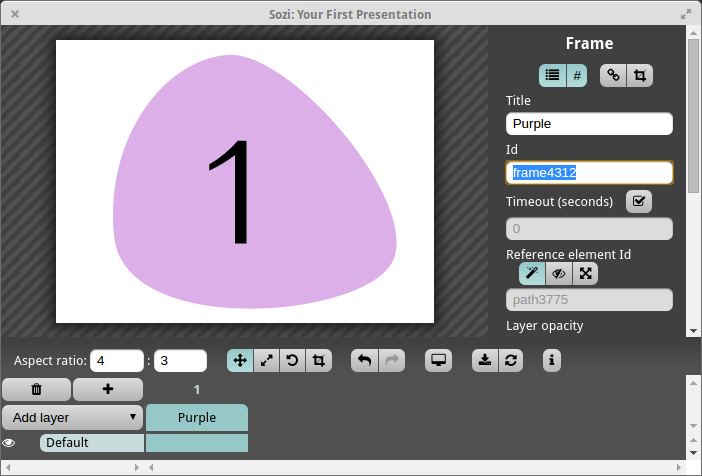 Sozi: Your First Presentation
1
Frame
#
Title
Purple
Id
frame4312
Timeout (seconds)
0
Reference element Id
path3775
Layer opacity
Aspect ratio: 4 : 3
1
Add layer Purple
Default